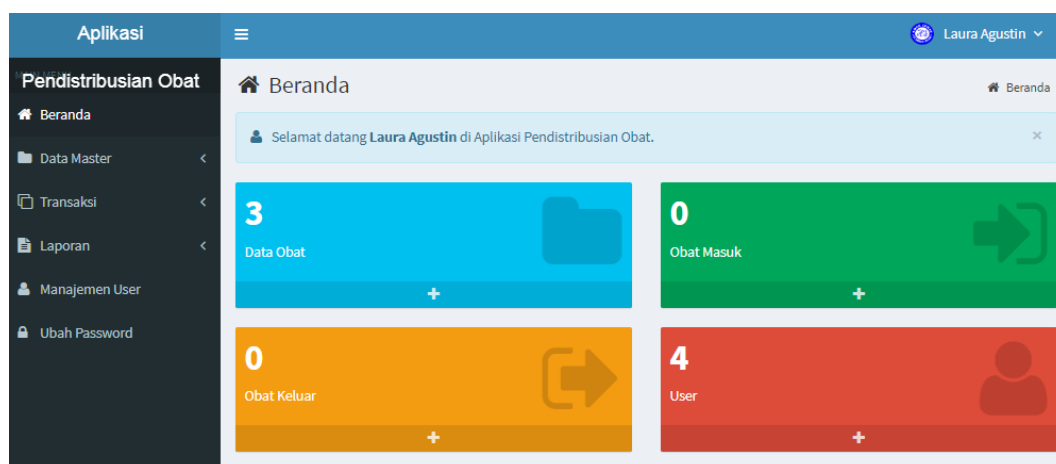 Aplikasi
Laura Agustin
Pendistribusian Obat
Beranda
Data Master
Transaksi
Laporan
Manajemen User
Ubah Password
Beranda
Beranda
Selamat datang Laura Agustin di Aplikasi Pendistribusian Obat.
×
3
Data Obat
+
0
Obat Masuk
+
0
Obat Keluar
+
4
User
+